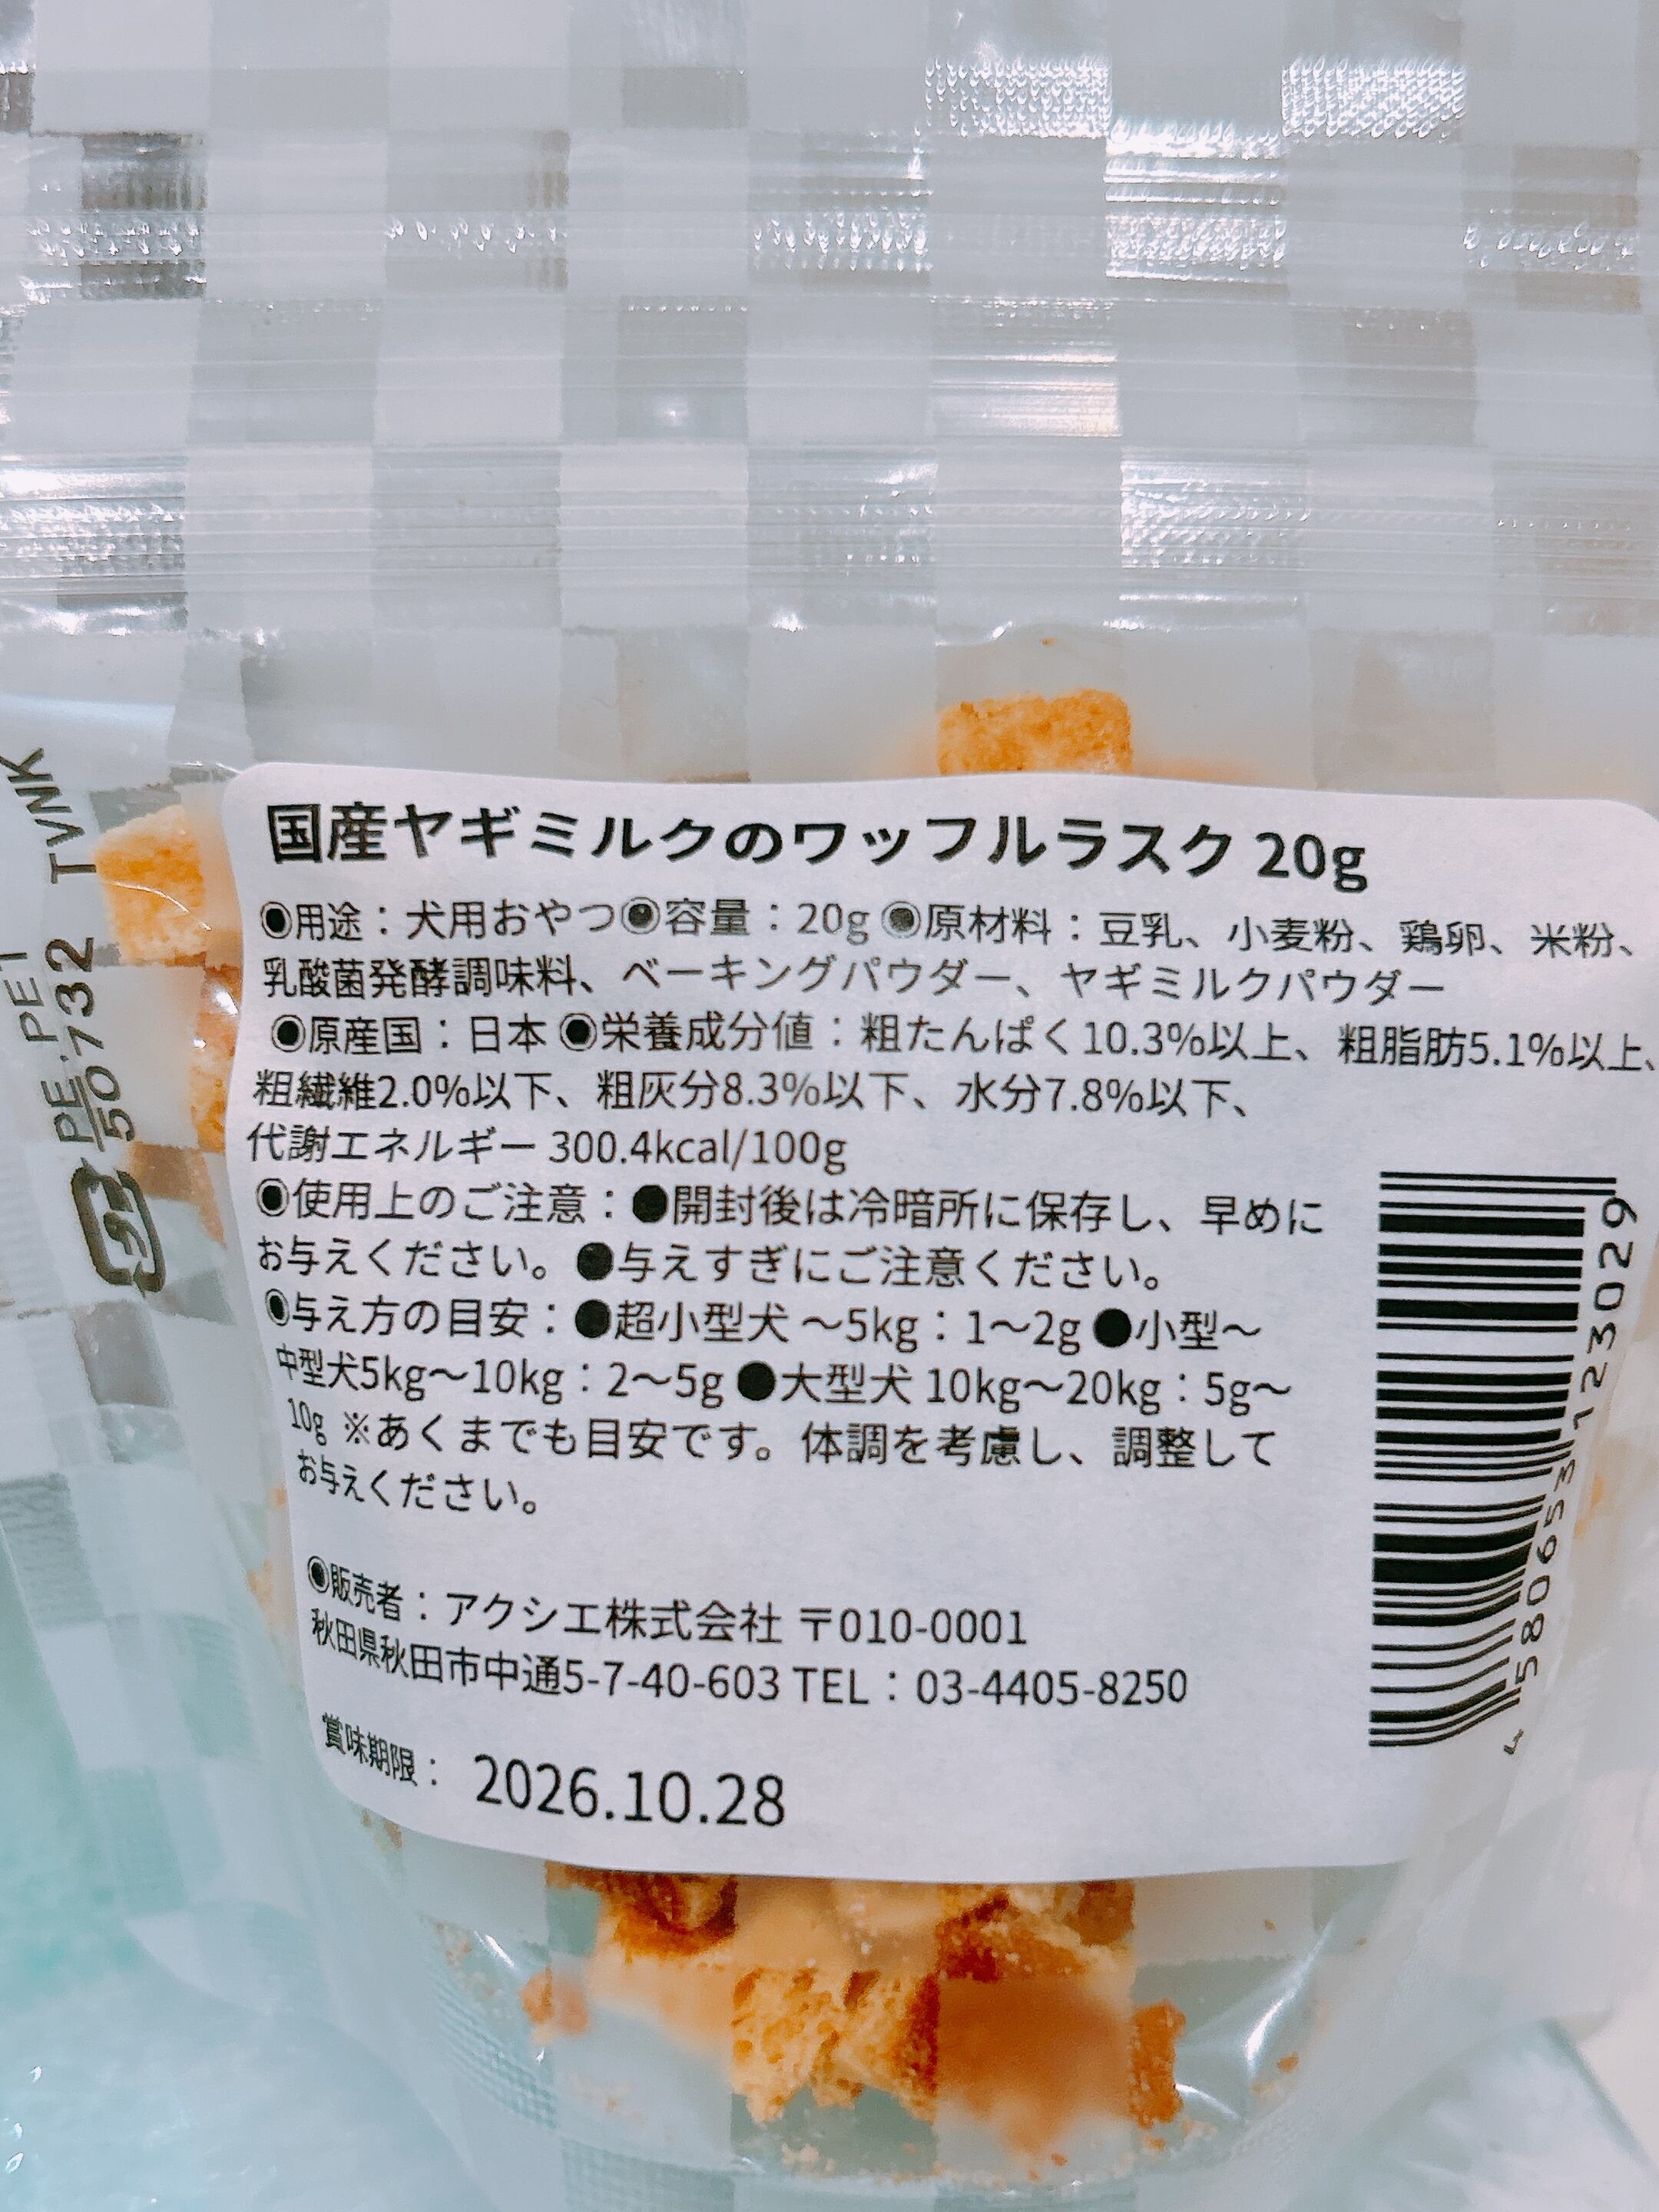 国産ヤギミルクのワッフルラスク 20g
◉用途：犬用おやつ◉容量：20g ◉原材料：豆乳、小麦粉、鶏卵、米粉、
乳酸菌発酵調味料、ベーキングパウダー、ヤギミルクパウダー
◉原産国：日本 ◉栄養成分値：粗たんぱく10.3%以上、粗脂肪5.1%以上、
粗繊維2.0%以下、粗灰分8.3%以下、水分7.8%以下、
代謝エネルギー 300.4kcal/100g
◉使用上のご注意：●開封後は冷暗所に保存し、早めに
お与えください。●与えすぎにご注意ください。
◉与え方の目安：●超小型犬 〜5kg：1〜2g ●小型〜
中型犬5kg〜10kg：2〜5g ●大型犬 10kg〜20kg：5g〜
10g ※あくまでも目安です。体調を考慮し、調整して
お与えください。
◉販売者：アクシエ株式会社 〒010-0001
秋田県秋田市中通5-7-40-603 TEL：03-4405-8250
賞味期限： 2026.10.28
4 580653 123029
プラ
PE.PET
50732 TVNK